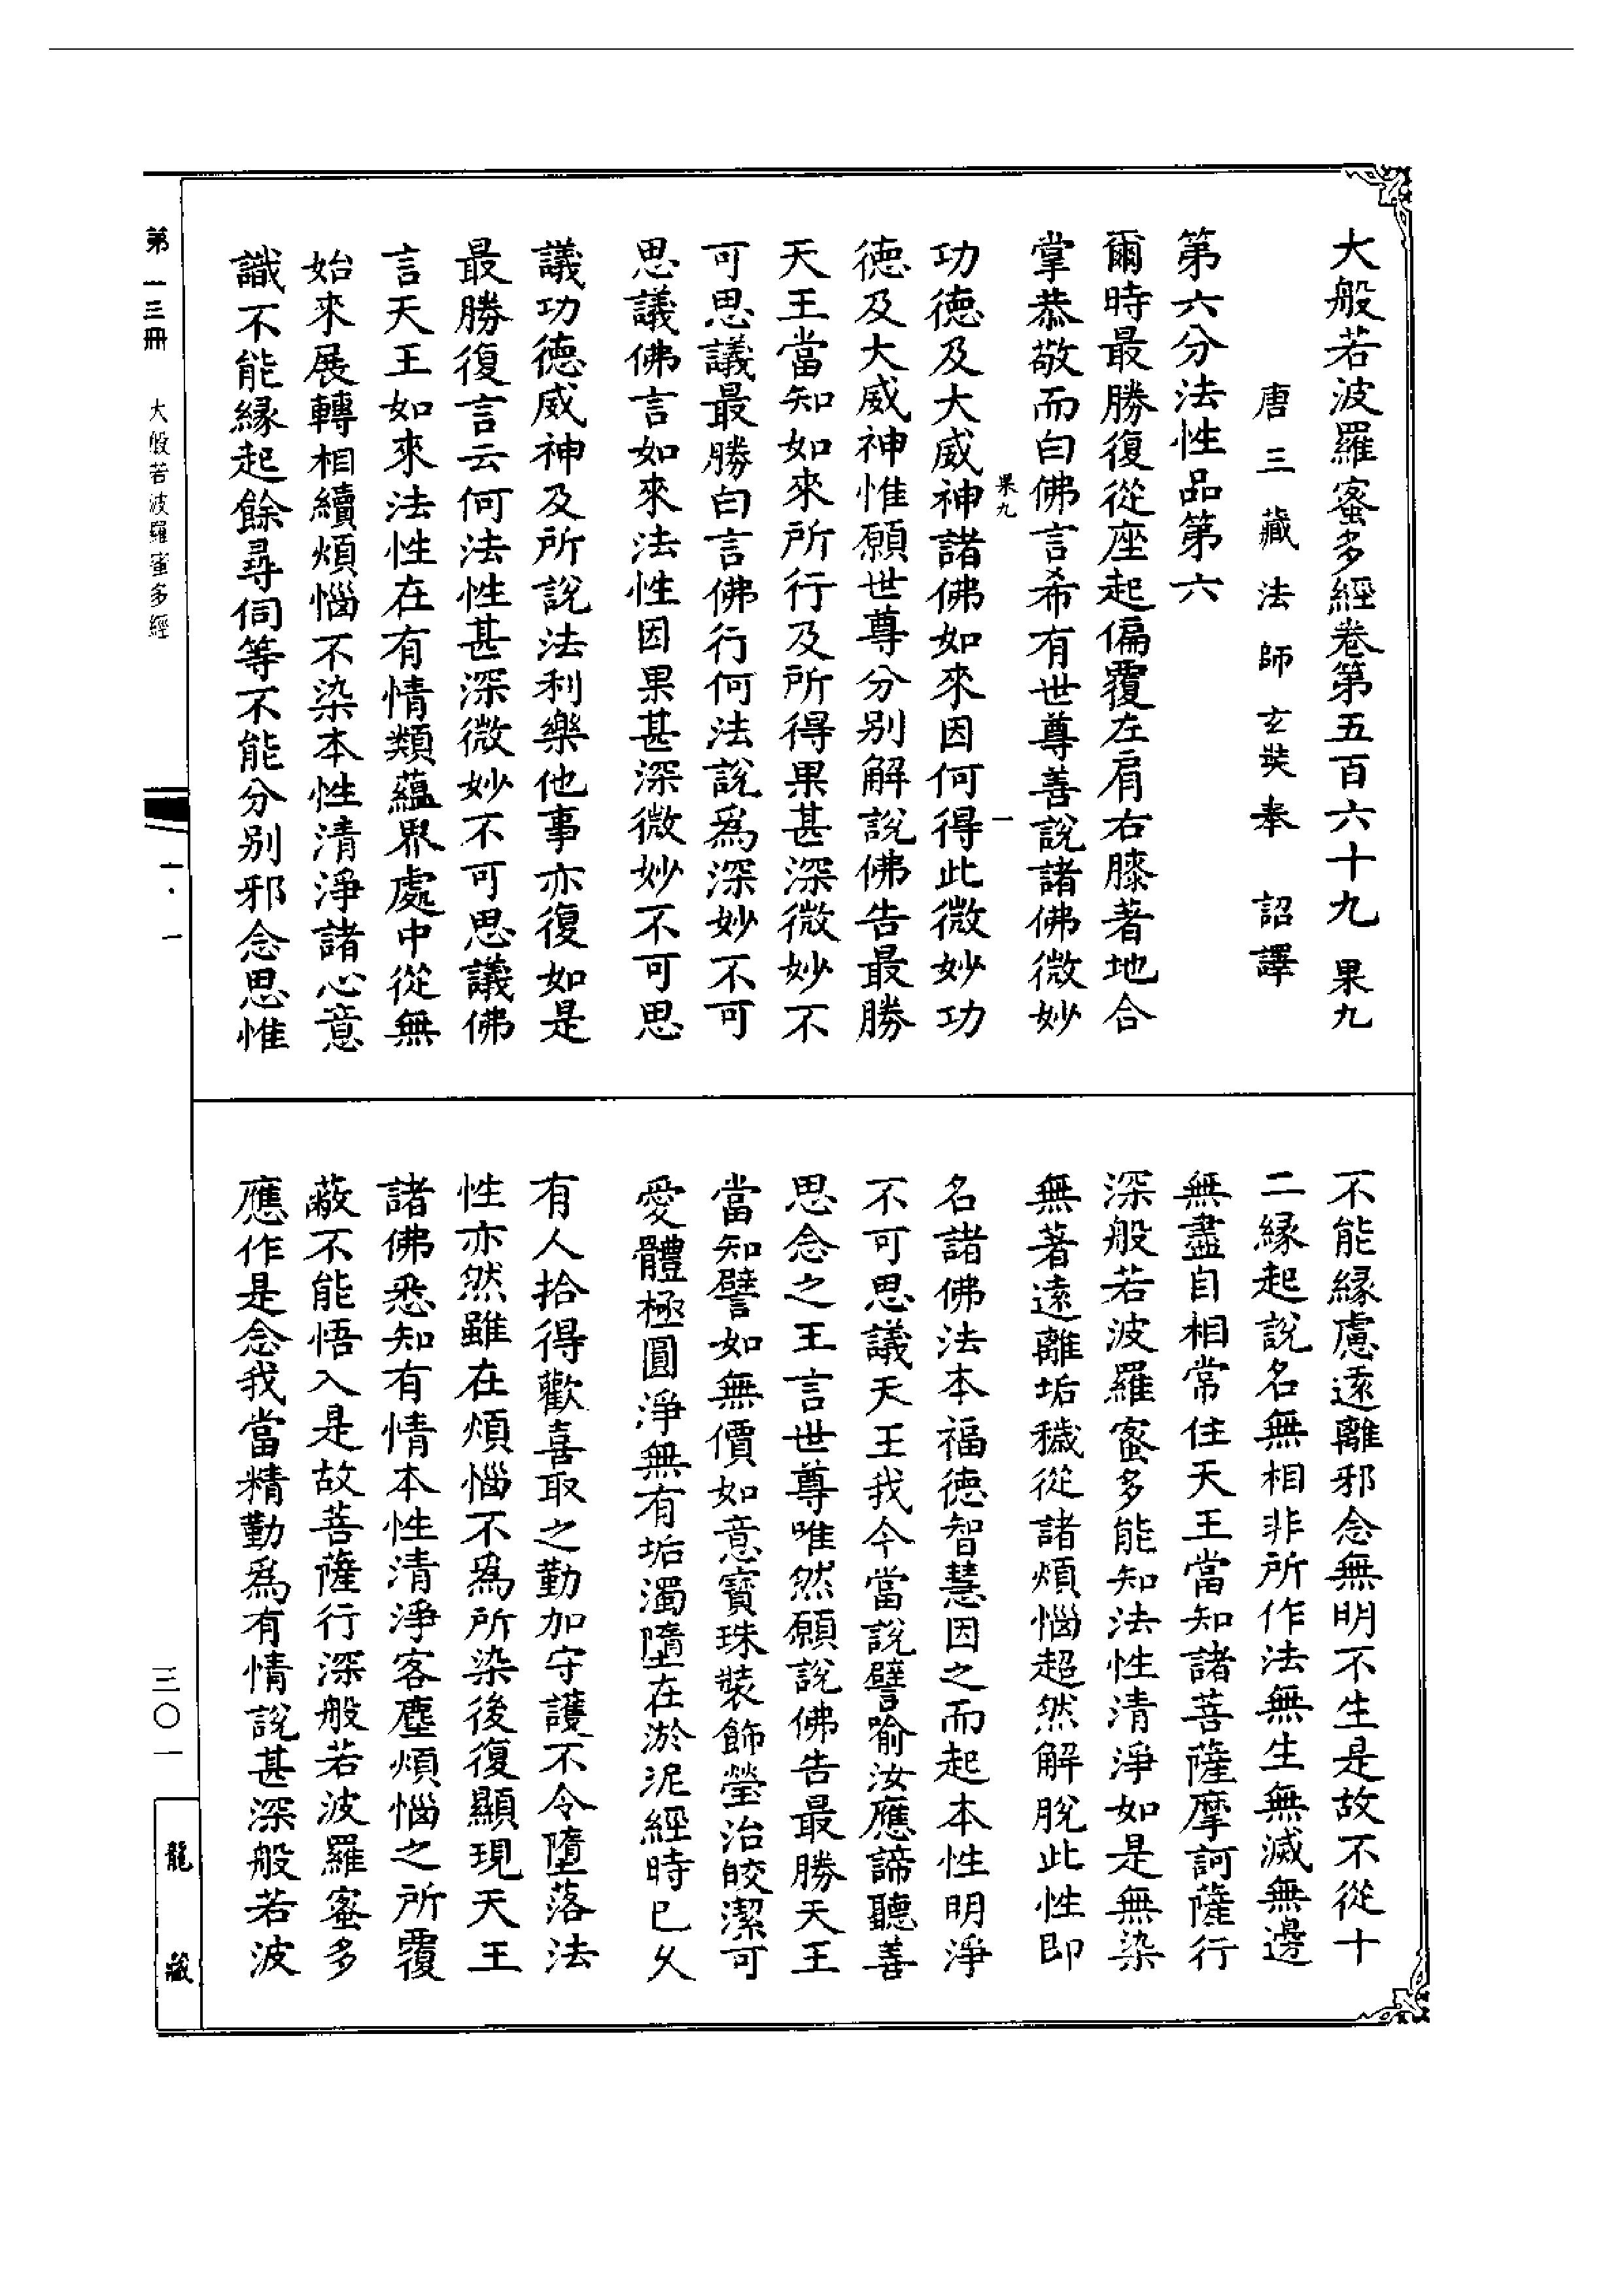 大般若波羅蜜多經卷第五百六十九 果九
唐三藏法師玄奘奉 詔譯
第六分法性品第六
爾時最勝復從座起偏覆左肩右膝著地合
掌恭敬而白佛言希有世尊善說諸佛微妙
果九 一
功德及大威神諸佛如來因何得此微妙功
德及大威神惟願世尊分别解說佛告最勝
天王當知如來所行及所得果甚深微妙不
可思議最勝白言佛行何法說爲深妙不可
思議佛言如來法性因果甚深微妙不可思
議功德威神及所說法利樂他事亦復如是
最勝復言云何法性甚深微妙不可思議佛
言天王如來法性在有情類蘊界處中從無
始來展轉相續煩惱不染本性清淨諸心意
識不能緣起餘尋伺等不能分别邪念思惟
不能緣慮遠離邪念無明不生是故不從十
二緣起說名無相非所作法無生無滅無邊
無盡自相常住天王當知諸菩薩摩訶薩行
深般若波羅蜜多能知法性清淨如是無染
無著遠離垢穢從諸煩惱超然解脫此性即
名諸佛法本福德智慧因之而起本性明淨
不可思議天王我今當說譬喻汝應諦聽善
思念之王言世尊唯然願說佛告最勝天王
當知譬如無價如意寶珠裝飾瑩治皎潔可
愛體極圓淨無有垢濁墮在淤泥經時已久
有人拾得歡喜取之勤加守護不令墮落法
性亦然雖在煩惱不爲所染後復顯現天王
諸佛悉知有情本性清淨客塵煩惱之所覆
蔽不能悟入是故菩薩行深般若波羅蜜多
應作是念我當精勤爲有情說甚深般若波
第一三冊 大般若波羅蜜多經 一·一
三〇一
龍藏